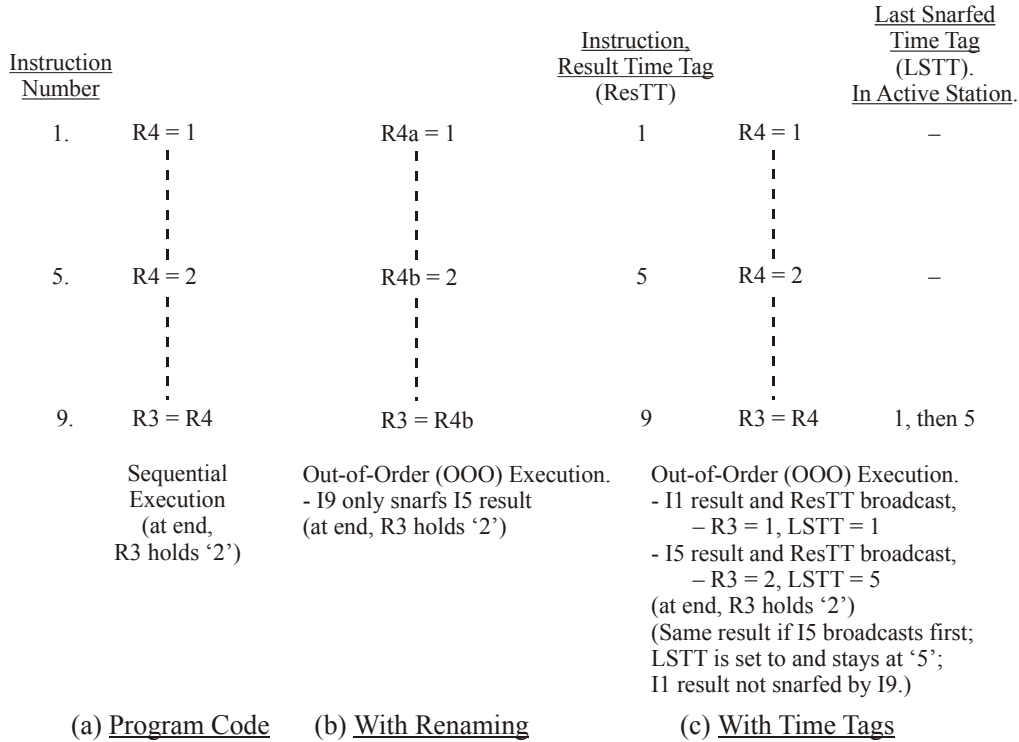 Instruction
Number
Instruction,
Result Time Tag
(ResTT)
Last Snarfed
Time Tag
(LSTT).
In Active Station.
1. R4 = 1 R4a = 1 1 R4 = 1 –
5. R4 = 2 R4b = 2 5 R4 = 2 –
9. R3 = R4 R3 = R4b 9 R3 = R4 1, then 5
Sequential
Execution
(at end,
R3 holds ‘2’)
Out-of-Order (OOO) Execution.
- I9 only snarfs I5 result
(at end, R3 holds ‘2’)
Out-of-Order (OOO) Execution.
- I1 result and ResTT broadcast,
– R3 = 1, LSTT = 1
- I5 result and ResTT broadcast,
– R3 = 2, LSTT = 5
(at end, R3 holds ‘2’)
(Same result if I5 broadcasts first;
LSTT is set to and stays at ‘5’;
I1 result not snarfed by I9.)
(a) Program Code (b) With Renaming (c) With Time Tags